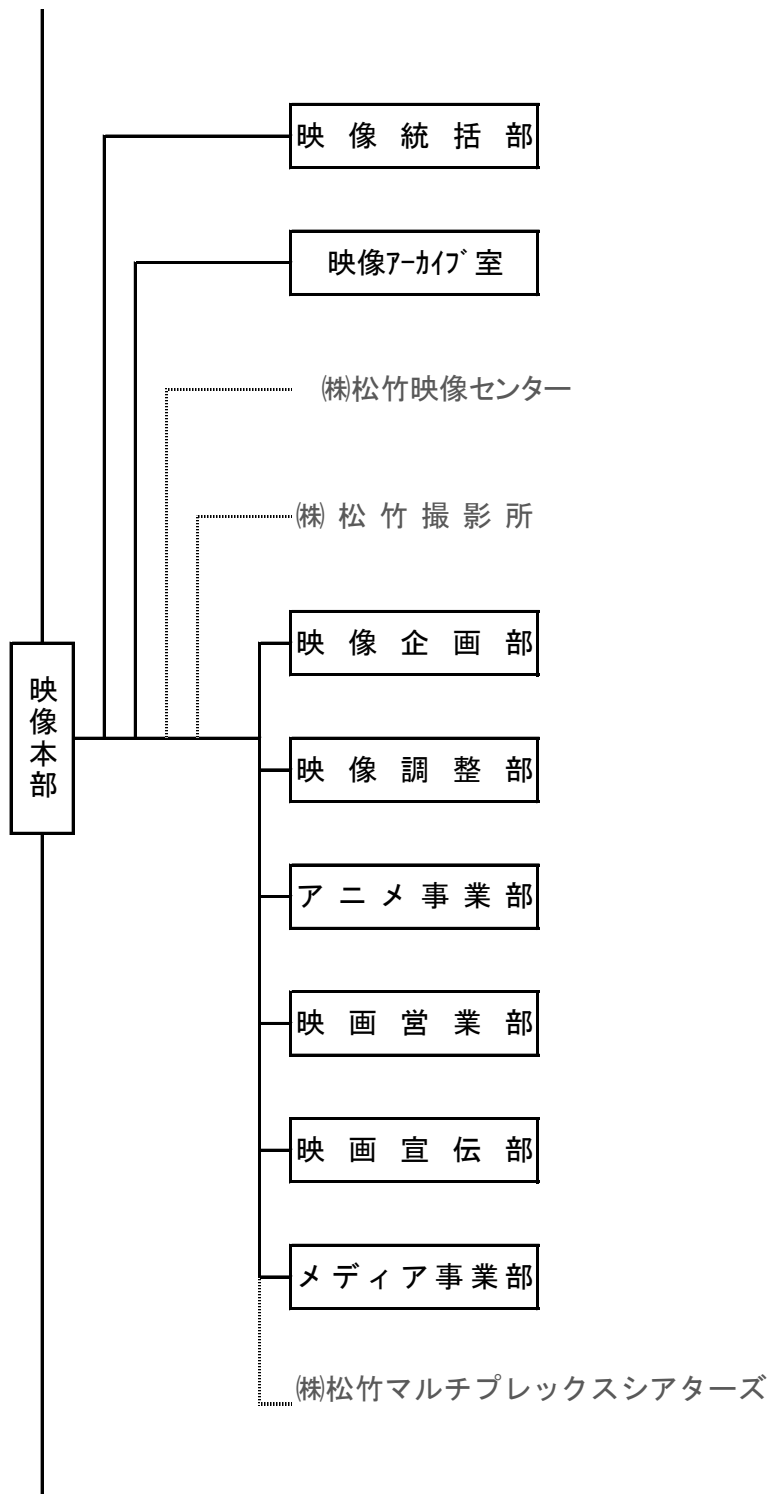 映像統括部
映像ｱｰｶｲﾌﾞ室
㈱松竹映像センター
㈱松竹撮影所
映像本部
映像企画部
映像調整部
アニメ事業部
映画営業部
映画宣伝部
メディア事業部
㈱松竹マルチプレックスシアターズ